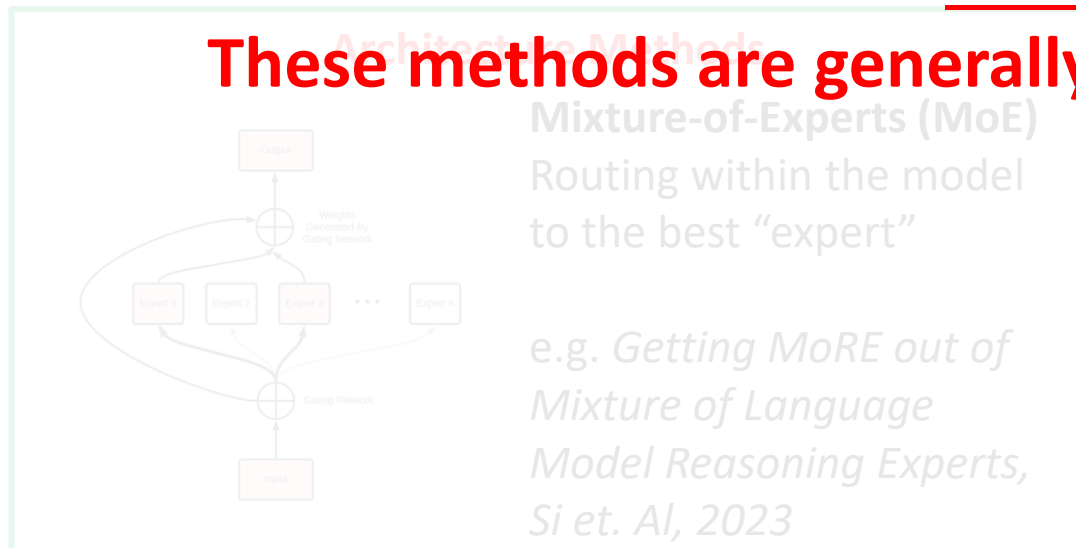 Architecture Methods
These methods are generally
Mixture-of-Experts (MoE)
Routing within the model
to the best “expert”
e.g. Getting MoRE out of
Mixture of Language
Model Reasoning Experts,
Si et. Al, 2023
Output
Weights
Generated By
Gating Network
Expert 1
Expert 2
Expert 3
Expert n
Gating Network
Input